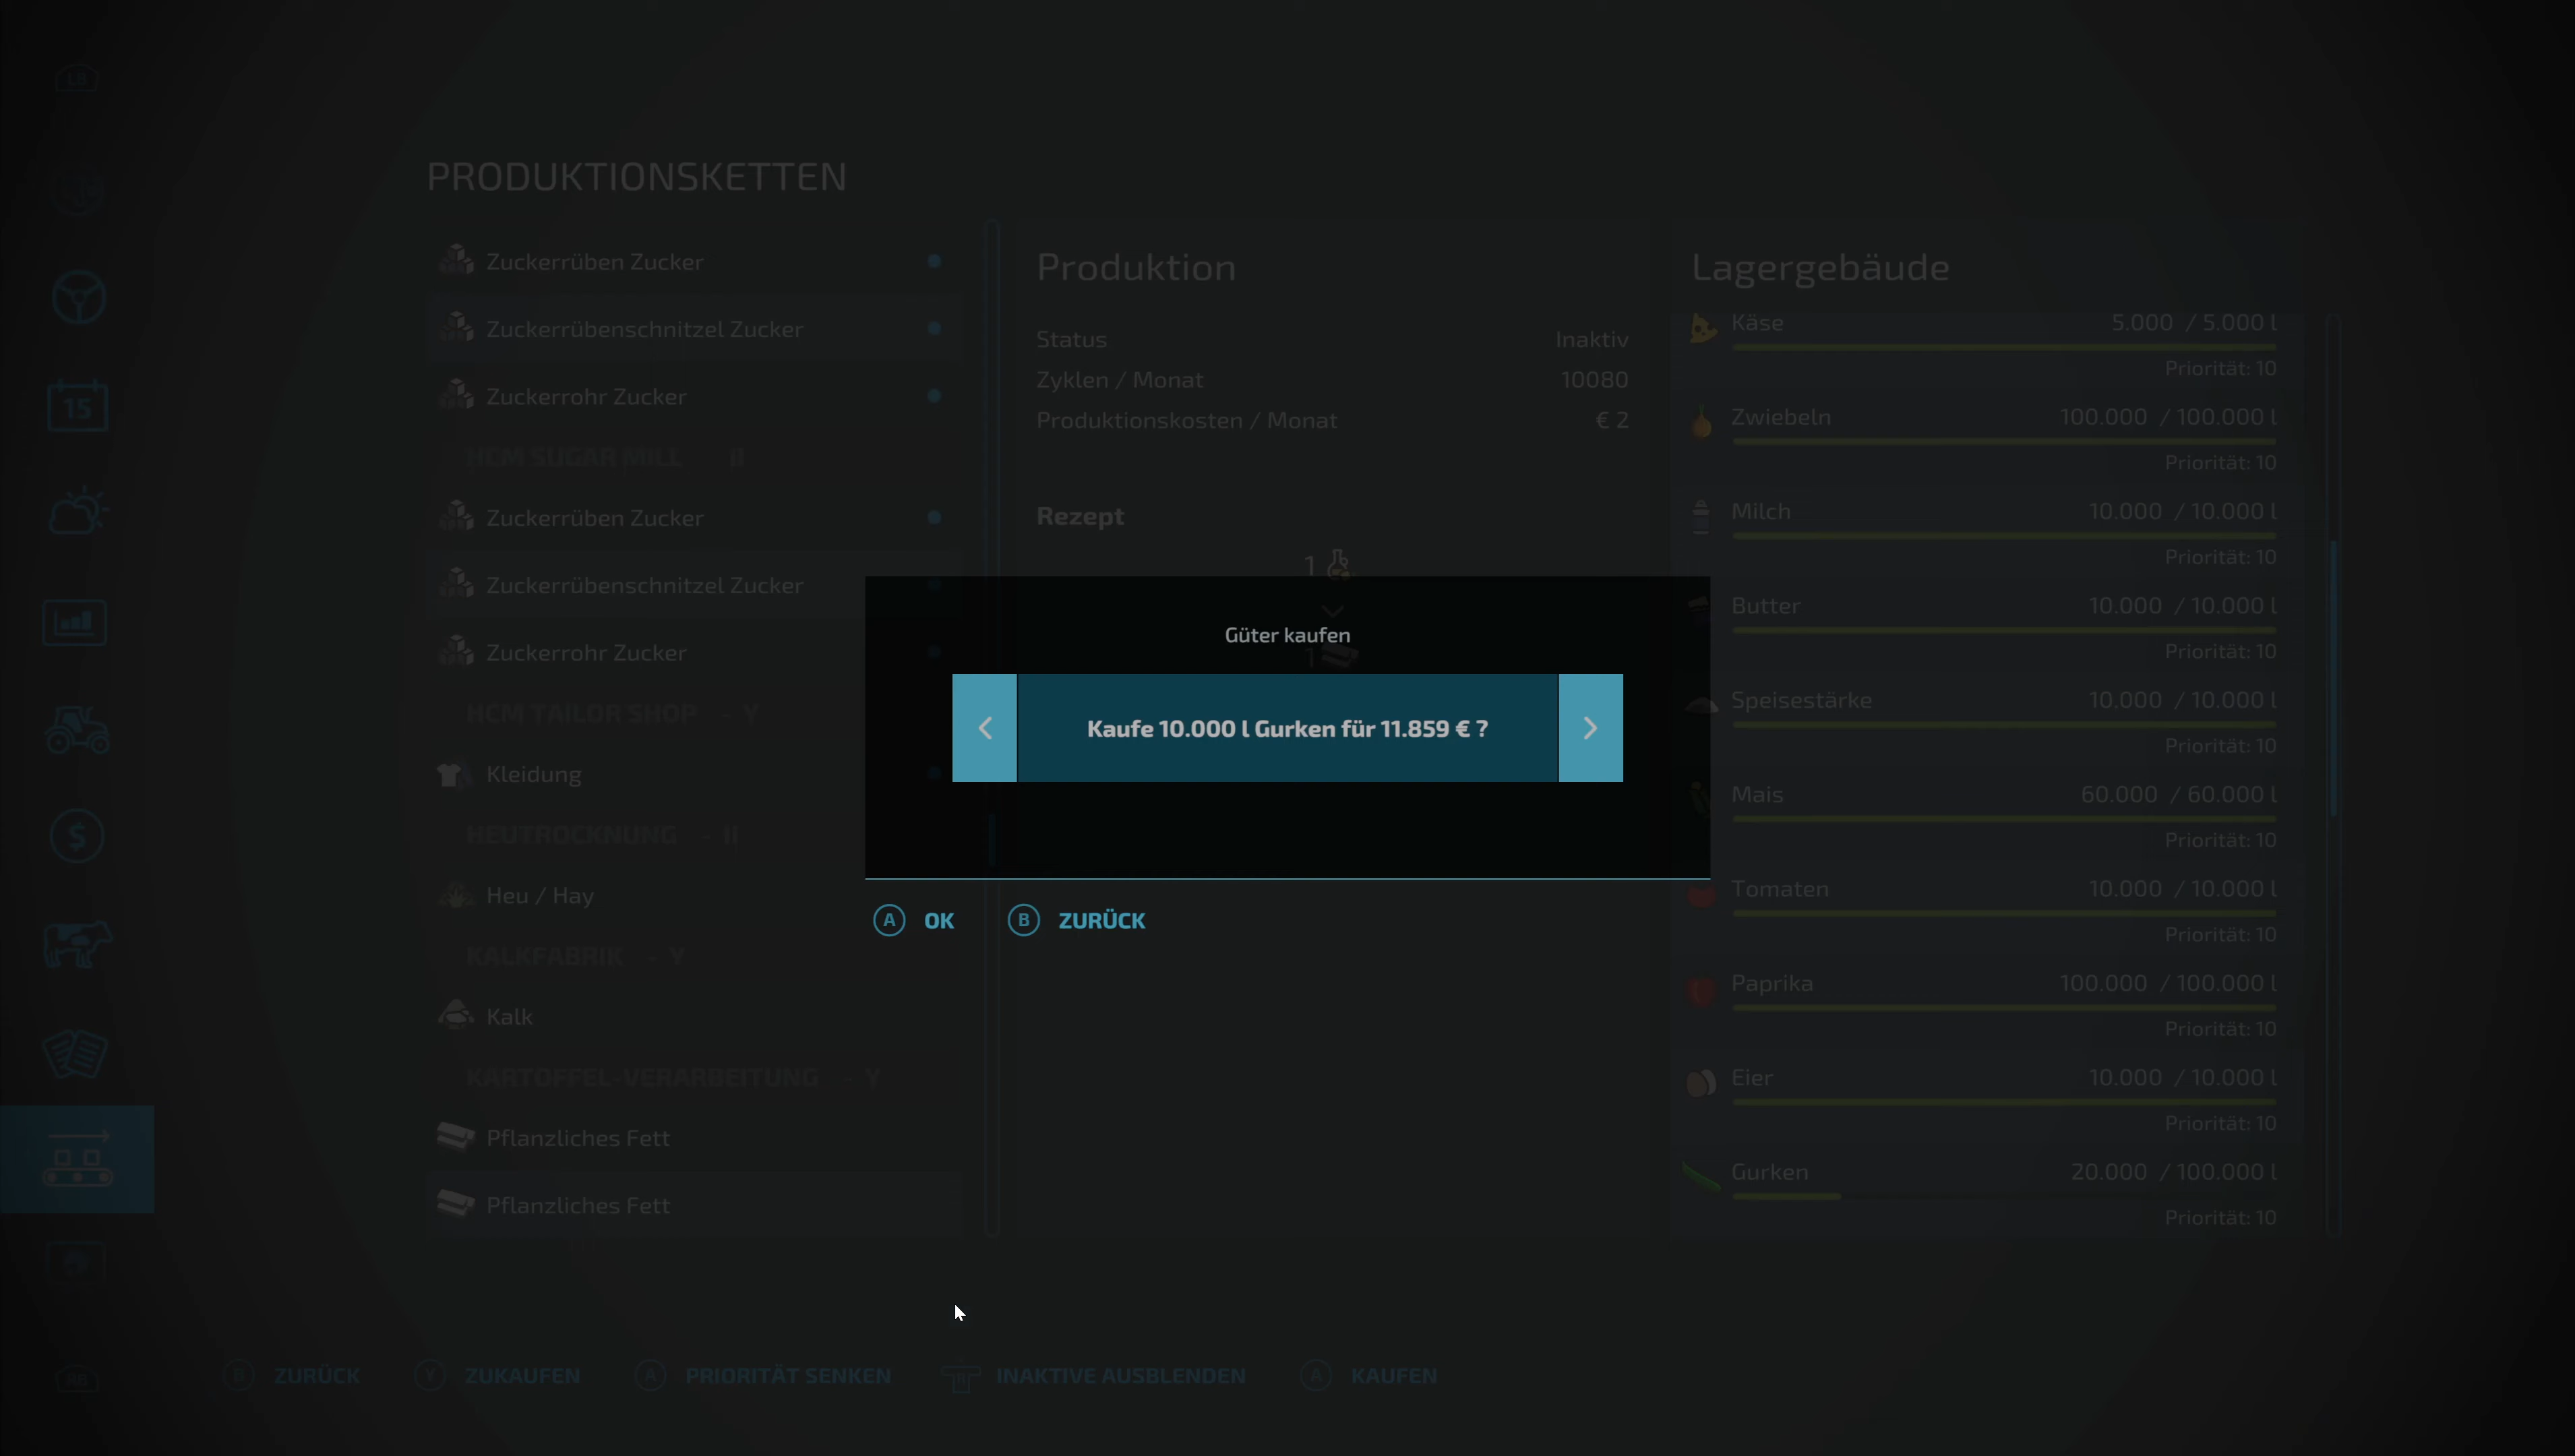 LB
PRODUKTIONSKETTEN
Zuckerrüben Zucker
Zuckerrübenschnitzel Zucker
Zuckerrohr Zucker
HCM SUGAR MILL
Zuckerrüben Zucker
Zuckerrübenschnitzel Zucker
Zuckerrohr Zucker
HCM TAILOR SHOP - Y
Kleidung
HEUTROCKNUNG - II
Heu / Hay
KALKFABRIK - Y
Kalk
KARTOFFEL-VERARBEITUNG - Y
Pflanzliches Fett
Pflanzliches Fett
15
Produktion
Status Inaktiv
Zyklen / Monat 10080
Produktionskosten / Monat € 2
Rezept
1
1
Güter kaufen
Kaufe 10.000 l Gurken für 11.859 € ?
A OK B ZURÜCK
Lagergebäude
Käse 5.000 / 5.000 l
Priorität: 10
Zwiebeln 100.000 / 100.000 l
Priorität: 10
Milch 10.000 / 10.000 l
Priorität: 10
Butter 10.000 / 10.000 l
Priorität: 10
Speisestärke 10.000 / 10.000 l
Priorität: 10
Mais 60.000 / 60.000 l
Priorität: 10
Tomaten 10.000 / 10.000 l
Priorität: 10
Paprika 100.000 / 100.000 l
Priorität: 10
Eier 10.000 / 10.000 l
Priorität: 10
Gurken 20.000 / 100.000 l
Priorität: 10
RB
B ZURÜCK Y ZUKAUFEN A PRIORITÄT SENKEN INAKTIVE AUSBLENDEN A KAUFEN